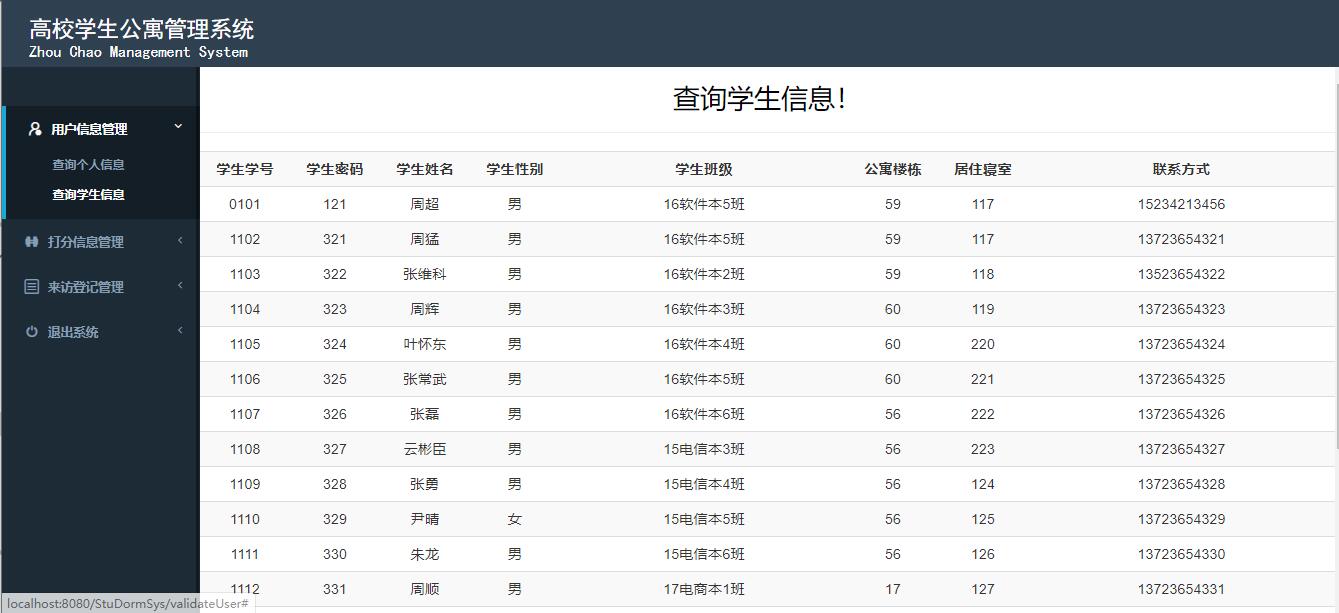 高校学生公寓管理系统
Zhou Chao Management System
用户信息管理
查询个人信息
查询学生信息
打分信息管理
来访登记管理
退出系统
查询学生信息!
学生学号 学生密码 学生姓名 学生性别 学生班级 公寓楼栋 居住寝室 联系方式
0101 121 周超 男 16软件本5班 59 117 15234213456
1102 321 周猛 男 16软件本5班 59 117 13723654321
1103 322 张维科 男 16软件本2班 59 118 13523654322
1104 323 周辉 男 16软件本3班 60 119 13723654323
1105 324 叶怀东 男 16软件本4班 60 220 13723654324
1106 325 张常武 男 16软件本5班 60 221 13723654325
1107 326 张磊 男 16软件本6班 56 222 13723654326
1108 327 云彬臣 男 15电信本3班 56 223 13723654327
1109 328 张勇 男 15电信本4班 56 124 13723654328
1110 329 尹晴 女 15电信本5班 56 125 13723654329
1111 330 朱龙 男 15电信本6班 56 126 13723654330
1112 331 周顺 男 17电商本1班 17 127 13723654331
localhost:8080/StuDormSys/validateUser#